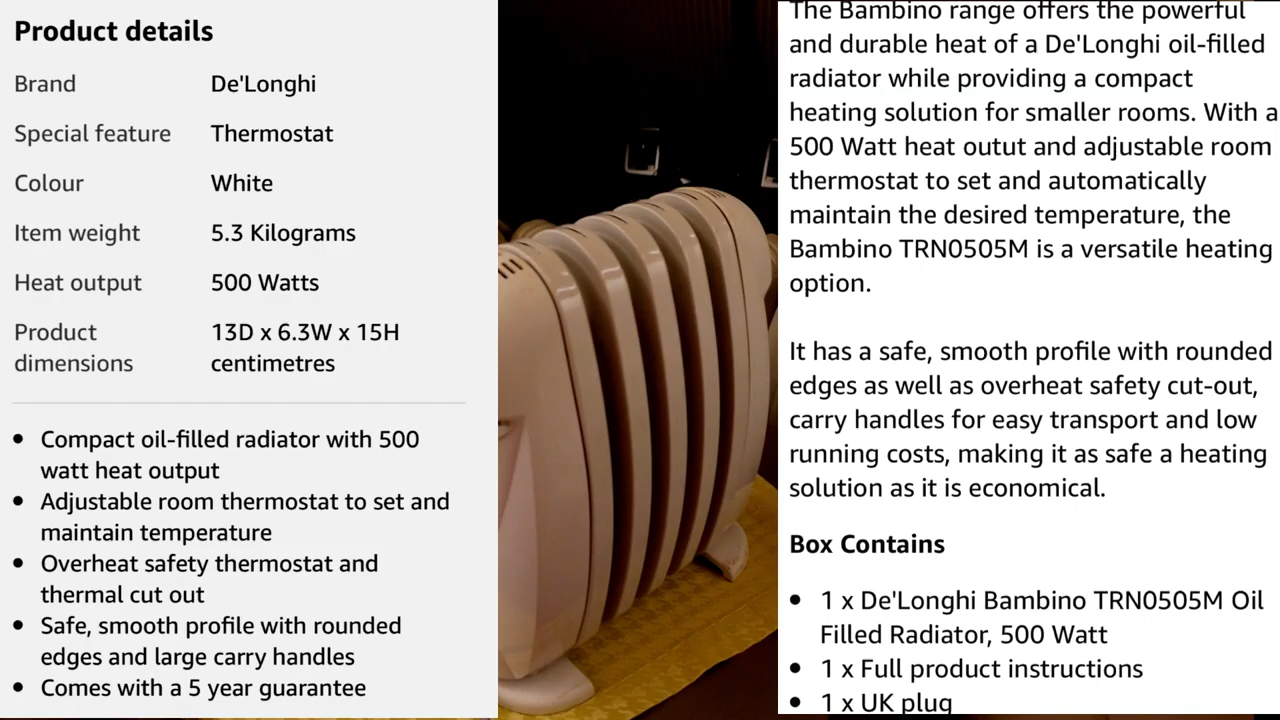 Product details
Brand De'Longhi
Special feature Thermostat
Colour White
Item weight 5.3 Kilograms
Heat output 500 Watts
Product 13D x 6.3W x 15H
dimensions centimetres
• Compact oil-filled radiator with 500
watt heat output
• Adjustable room thermostat to set and
maintain temperature
• Overheat safety thermostat and
thermal cut out
• Safe, smooth profile with rounded
edges and large carry handles
• Comes with a 5 year guarantee
The Bambino range offers the powerful
and durable heat of a De'Longhi oil-filled
radiator while providing a compact
heating solution for smaller rooms. With a
500 Watt heat outut and adjustable room
thermostat to set and automatically
maintain the desired temperature, the
Bambino TRN0505M is a versatile heating
option.
It has a safe, smooth profile with rounded
edges as well as overheat safety cut-out,
carry handles for easy transport and low
running costs, making it as safe a heating
solution as it is economical.
Box Contains
• 1 x De'Longhi Bambino TRN0505M Oil
Filled Radiator, 500 Watt
• 1 x Full product instructions
• 1 x UK plug